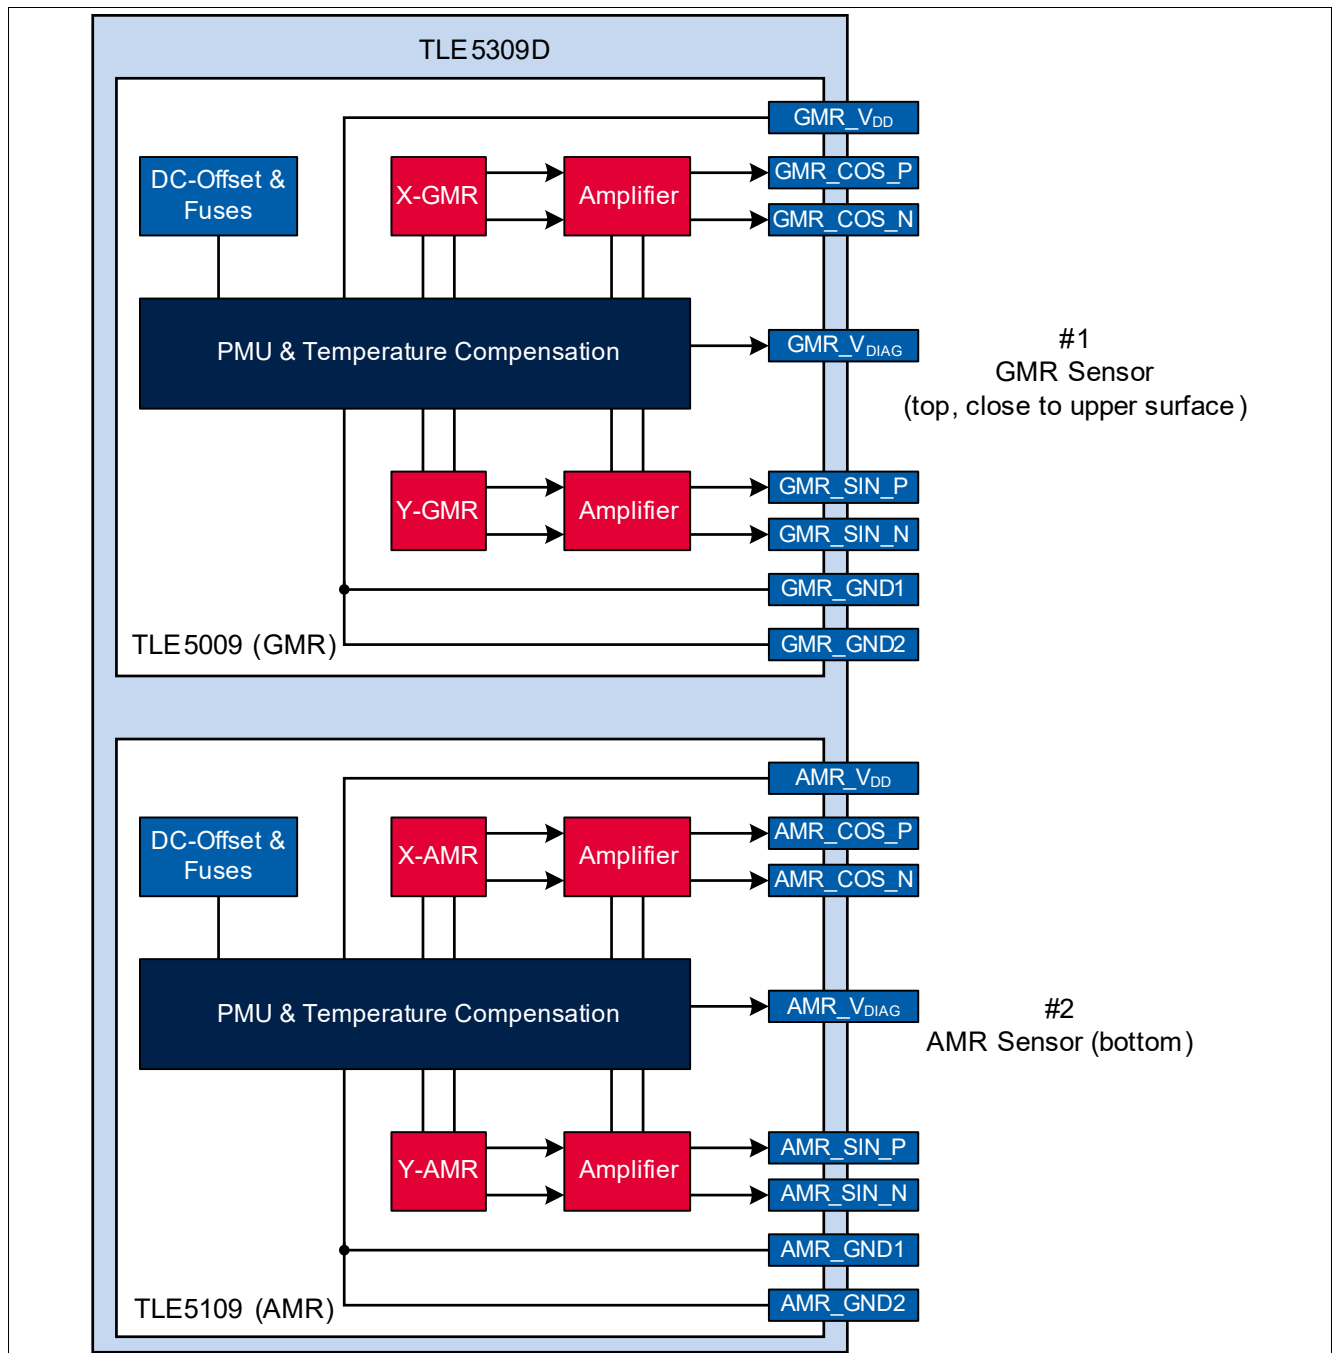 TLE5309D
GMR_VDD
DC-Offset &
Fuses
X-GMR
Amplifier
GMR_COS_P
GMR_COS_N
PMU & Temperature Compensation
GMR_VDIAG
#1
GMR Sensor
(top, close to upper surface)
Y-GMR
Amplifier
GMR_SIN_P
GMR_SIN_N
GMR_GND1
TLE5009 (GMR)
GMR_GND2
AMR_VDD
DC-Offset &
Fuses
X-AMR
Amplifier
AMR_COS_P
AMR_COS_N
PMU & Temperature Compensation
AMR_VDIAG
#2
AMR Sensor (bottom)
Y-AMR
Amplifier
AMR_SIN_P
AMR_SIN_N
AMR_GND1
TLE5109 (AMR)
AMR_GND2